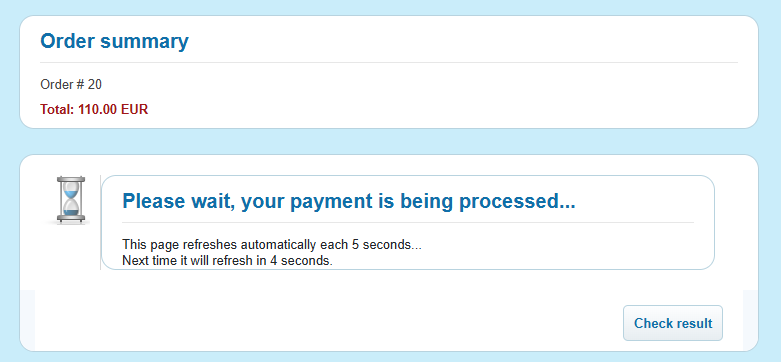 Order summary
Order # 20
Total: 110.00 EUR
Please wait, your payment is being processed...
This page refreshes automatically each 5 seconds...
Next time it will refresh in 4 seconds.
Check result